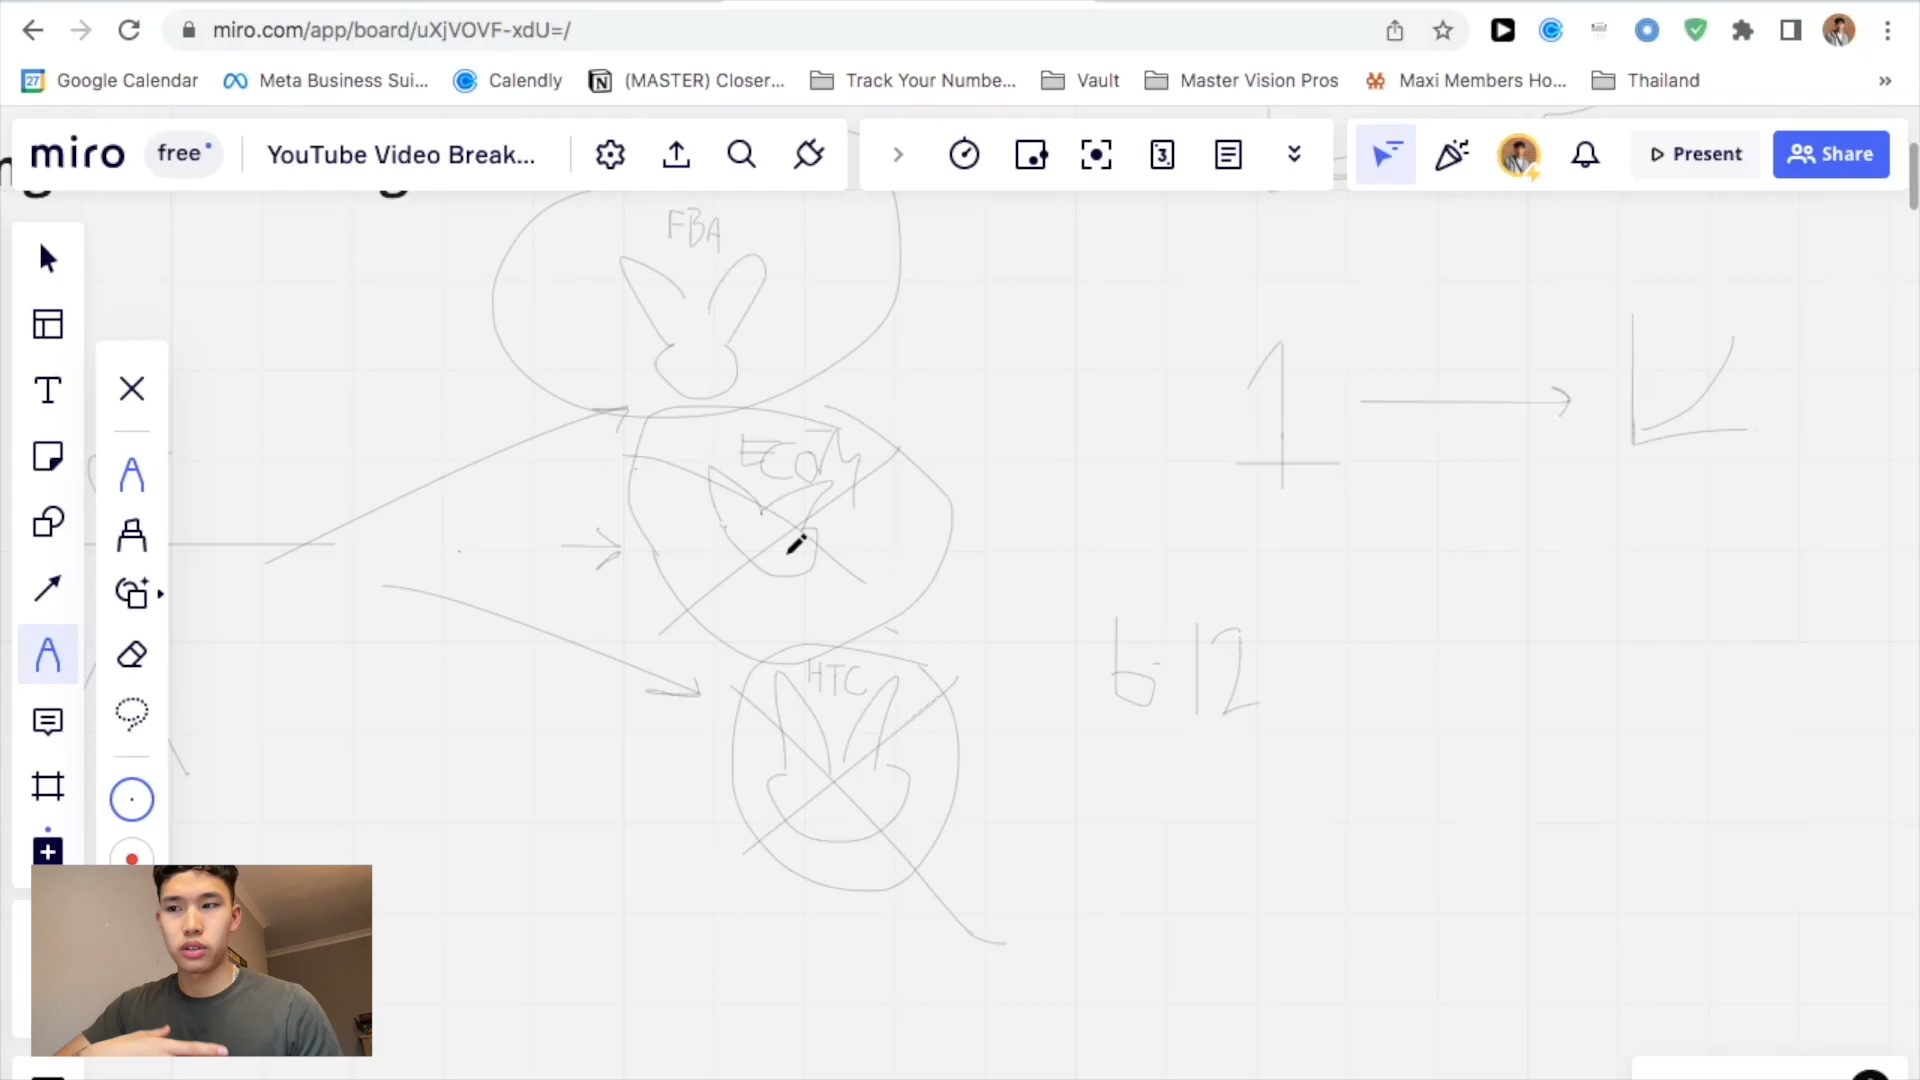 miro.com/app/board/uXjVOVF-xdU=/
27 Google Calendar Meta Business Sui... Calendly (MASTER) Closer... Track Your Numbe... Vault Master Vision Pros Maxi Members Ho... Thailand »
miro free YouTube Video Break... 3 Present Share
FBA
ECOM
1
HTC
6-12